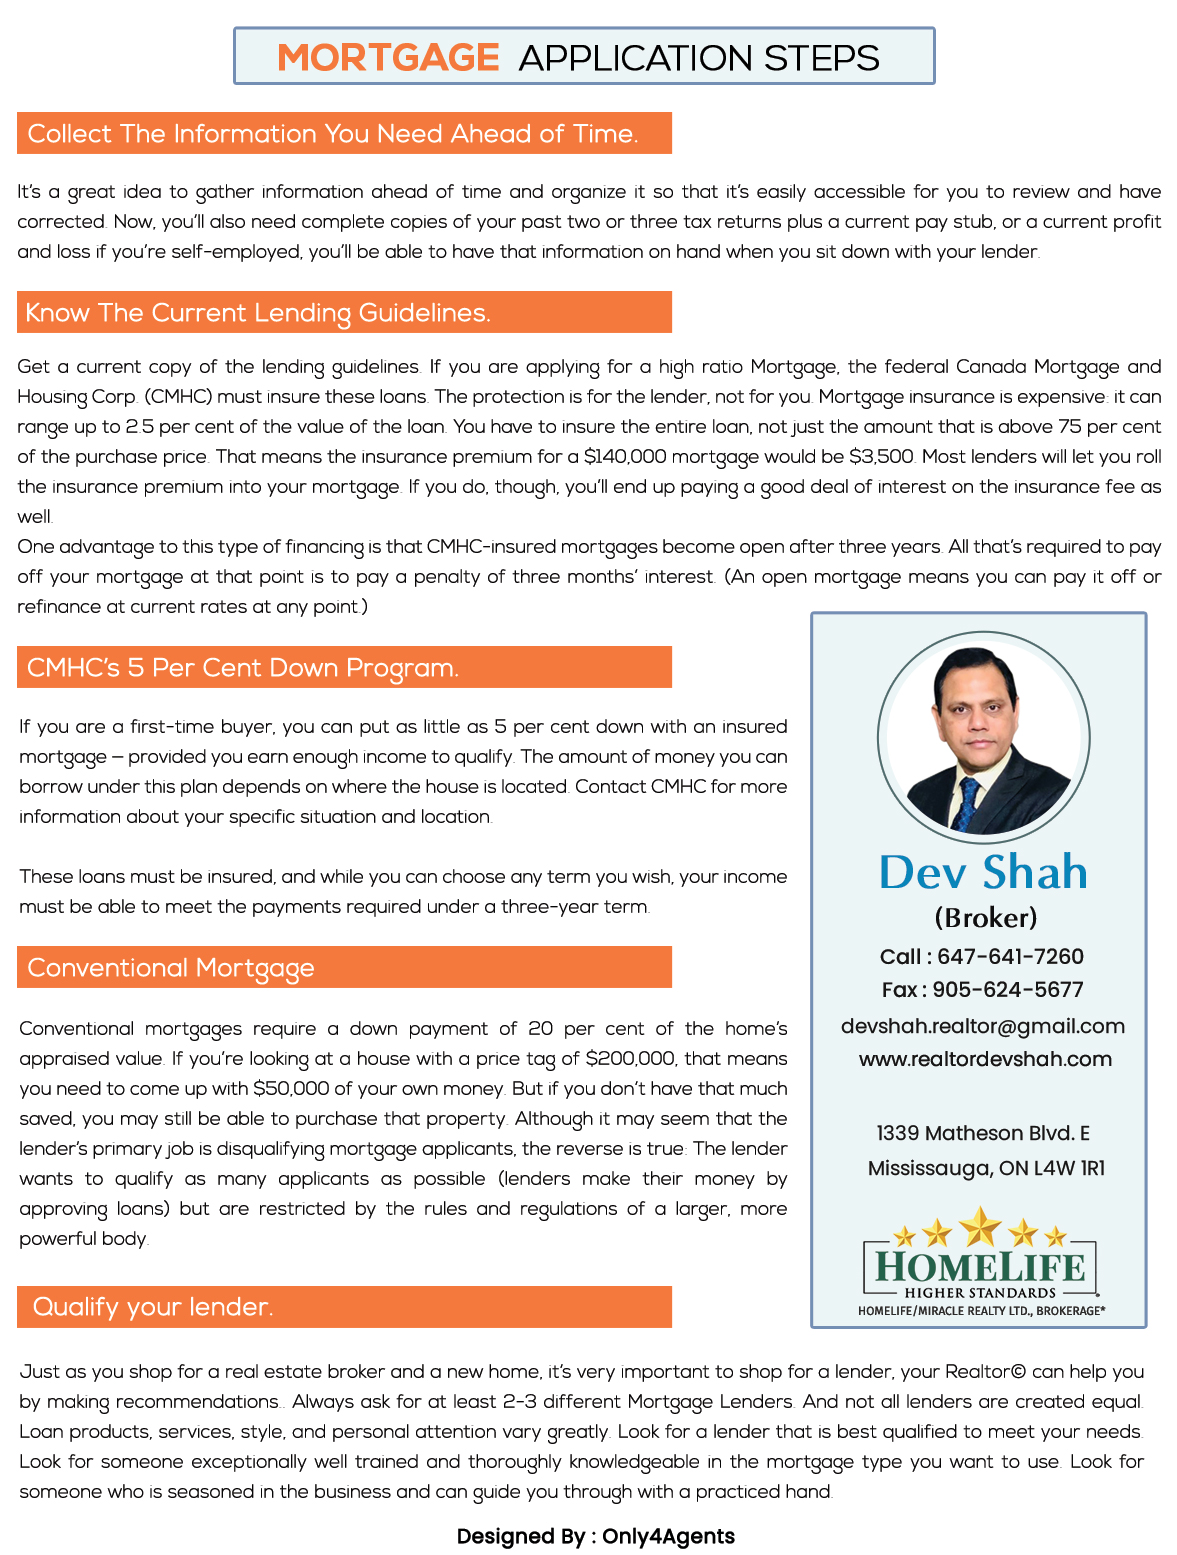 MORTGAGE APPLICATION STEPS
Collect The Information You Need Ahead of Time.
It's a great idea to gather information ahead of time and organize it so that it's easily accessible for you to review and have
corrected. Now, you'll also need complete copies of your past two or three tax returns plus a current pay stub, or a current profit
and loss if you're self-employed, you'll be able to have that information on hand when you sit down with your lender.
Know The Current Lending Guidelines.
Get a current copy of the lending guidelines. If you are applying for a high ratio Mortgage, the federal Canada Mortgage and
Housing Corp. (CMHC) must insure these loans. The protection is for the lender, not for you. Mortgage insurance is expensive: it can
range up to 2.5 per cent of the value of the loan. You have to insure the entire loan, not just the amount that is above 75 per cent
of the purchase price. That means the insurance premium for a $140,000 mortgage would be $3,500. Most lenders will let you roll
the insurance premium into your mortgage. If you do, though, you'll end up paying a good deal of interest on the insurance fee as
well.
One advantage to this type of financing is that CMHC-insured mortgages become open after three years. All that's required to pay
off your mortgage at that point is to pay a penalty of three months' interest. (An open mortgage means you can pay it off or
refinance at current rates at any point.)
CMHC's 5 Per Cent Down Program.
If you are a first-time buyer, you can put as little as 5 per cent down with an insured
mortgage – provided you earn enough income to qualify. The amount of money you can
borrow under this plan depends on where the house is located. Contact CMHC for more
information about your specific situation and location.
These loans must be insured, and while you can choose any term you wish, your income
must be able to meet the payments required under a three-year term.
Conventional Mortgage
Conventional mortgages require a down payment of 20 per cent of the home's
appraised value. If you're looking at a house with a price tag of $200,000, that means
you need to come up with $50,000 of your own money. But if you don't have that much
saved, you may still be able to purchase that property. Although it may seem that the
lender's primary job is disqualifying mortgage applicants, the reverse is true: The lender
wants to qualify as many applicants as possible (lenders make their money by
approving loans) but are restricted by the rules and regulations of a larger, more
powerful body.
Dev Shah
(Broker)
Call : 647-641-7260
Fax : 905-624-5677
devshah.realtor@gmail.com
www.realtordevshah.com
1339 Matheson Blvd. E
Mississauga, ON L4W 1R1
HOMELIFE
HIGHER STANDARDS
HOMELIFE/MIRACLE REALTY LTD., BROKERAGE*
Qualify your lender.
Just as you shop for a real estate broker and a new home, it's very important to shop for a lender, your Realtor© can help you
by making recommendations.. Always ask for at least 2-3 different Mortgage Lenders. And not all lenders are created equal.
Loan products, services, style, and personal attention vary greatly. Look for a lender that is best qualified to meet your needs.
Look for someone exceptionally well trained and thoroughly knowledgeable in the mortgage type you want to use. Look for
someone who is seasoned in the business and can guide you through with a practiced hand.
Designed By : Only4Agents